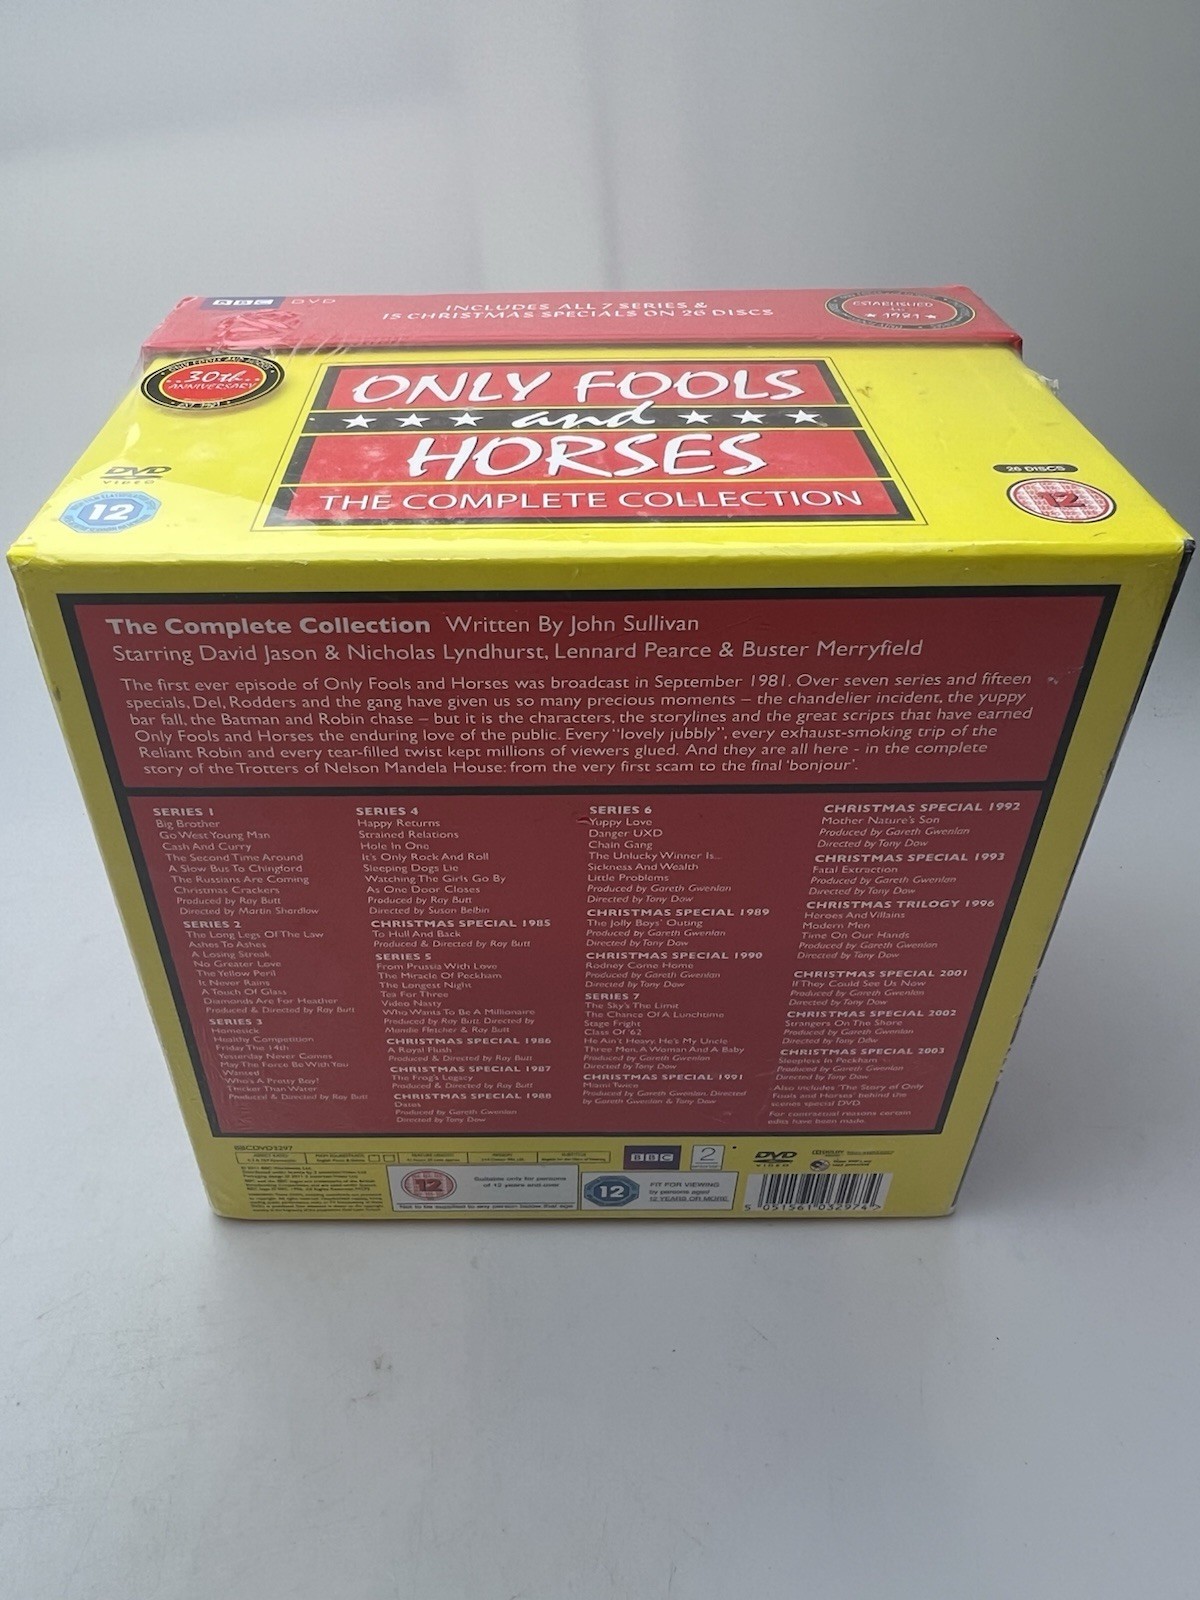 BBC DVD
INCLUDES ALL 7 SERIES &
15 CHRISTMAS SPECIALS ON 26 DISCS
ESTABLISHED
1981
ONLY FOOLS AND HORSES
30th
ANNIVERSARY
ONLY FOOLS
and
HORSES
THE COMPLETE COLLECTION
DVD
VIDEO
12
26 DISCS
12
The Complete Collection Written By John Sullivan
Starring David Jason & Nicholas Lyndhurst, Lennard Pearce & Buster Merryfield
The first ever episode of Only Fools and Horses was broadcast in September 1981. Over seven series and fifteen
specials, Del, Rodders and the gang have given us so many precious moments – the chandelier incident, the yuppy
bar fall, the Batman and Robin chase – but it is the characters, the storylines and the great scripts that have earned
Only Fools and Horses the enduring love of the public. Every "lovely jubbly", every exhaust-smoking trip of the
Reliant Robin and every tear-filled twist kept millions of viewers glued. And they are all here - in the complete
story of the Trotters of Nelson Mandela House: from the very first scam to the final 'bonjour'.
SERIES 1
Big Brother
Go West Young Man
Cash And Curry
The Second Time Around
A Slow Bus To Chingford
The Russians Are Coming
Christmas Crackers
Produced by Ray Butt
Directed by Martin Shardlow
SERIES 2
The Long Legs Of The Law
Ashes To Ashes
A Losing Streak
No Greater Love
The Yellow Peril
It Never Rains
A Touch Of Glass
Diamonds Are For Heather
Produced & Directed by Ray Butt
SERIES 3
Homesick
Healthy Competition
Friday The 14th
Yesterday Never Comes
May The Force Be With You
Wanted
Who's A Pretty Boy?
Thicker Than Water
Produced & Directed by Ray Butt
SERIES 4
Happy Returns
Strained Relations
Hole In One
It's Only Rock And Roll
Sleeping Dogs Lie
Watching The Girls Go By
As One Door Closes
Produced by Ray Butt
Directed by Susan Belbin
CHRISTMAS SPECIAL 1985
To Hull And Back
Produced & Directed by Ray Butt
SERIES 5
From Prussia With Love
The Miracle Of Peckham
The Longest Night
Tea For Three
Video Nasty
Who Wants To Be A Millionaire
Produced by Ray Butt, Directed by
Mandie Fletcher & Ray Butt
CHRISTMAS SPECIAL 1986
A Royal Flush
Produced & Directed by Ray Butt
CHRISTMAS SPECIAL 1987
The Frog's Legacy
Produced & Directed by Ray Butt
CHRISTMAS SPECIAL 1988
Dates
Produced by Gareth Gwenlan
Directed by Tony Dow
SERIES 6
Yuppy Love
Danger UXD
Chain Gang
The Unlucky Winner Is...
Sickness And Wealth
Little Problems
Produced by Gareth Gwenlan
Directed by Tony Dow
CHRISTMAS SPECIAL 1989
The Jolly Boys' Outing
Produced by Gareth Gwenlan
Directed by Tony Dow
CHRISTMAS SPECIAL 1990
Rodney Come Home
Produced by Gareth Gwenlan
Directed by Tony Dow
SERIES 7
The Sky's The Limit
The Chance Of A Lunchtime
Stage Fright
Class Of '62
He Ain't Heavy, He's My Uncle
Three Men, A Woman And A Baby
Produced by Gareth Gwenlan
Directed by Tony Dow
CHRISTMAS SPECIAL 1991
Miami Twice
Produced by Gareth Gwenlan, Directed
by Gareth Gwenlan & Tony Dow
CHRISTMAS SPECIAL 1992
Mother Nature's Son
Produced by Gareth Gwenlan
Directed by Tony Dow
CHRISTMAS SPECIAL 1993
Fatal Extraction
Produced by Gareth Gwenlan
Directed by Tony Dow
CHRISTMAS TRILOGY 1996
Heroes And Villains
Modern Men
Time On Our Hands
Produced by Gareth Gwenlan
Directed by Tony Dow
CHRISTMAS SPECIAL 2001
If They Could See Us Now
Produced by Gareth Gwenlan
Directed by Tony Dow
CHRISTMAS SPECIAL 2002
Strangers On The Shore
Produced by Gareth Gwenlan
Directed by Tony Dow
CHRISTMAS SPECIAL 2003
Sleepless In Peckham
Produced by Gareth Gwenlan
Directed by Tony Dow
Also includes 'The Story of Only
Fools and Horses' behind the
scenes special DVD.
For contractual reasons certain
edits have been made.
BBCDVD3297
12
Suitable only for persons
of 12 years and over
Not to be supplied to any person below that age
12
FIT FOR VIEWING
by persons aged
12 YEARS OR MORE
BBC
2
DVD
VIDEO
5 051561 032974 >